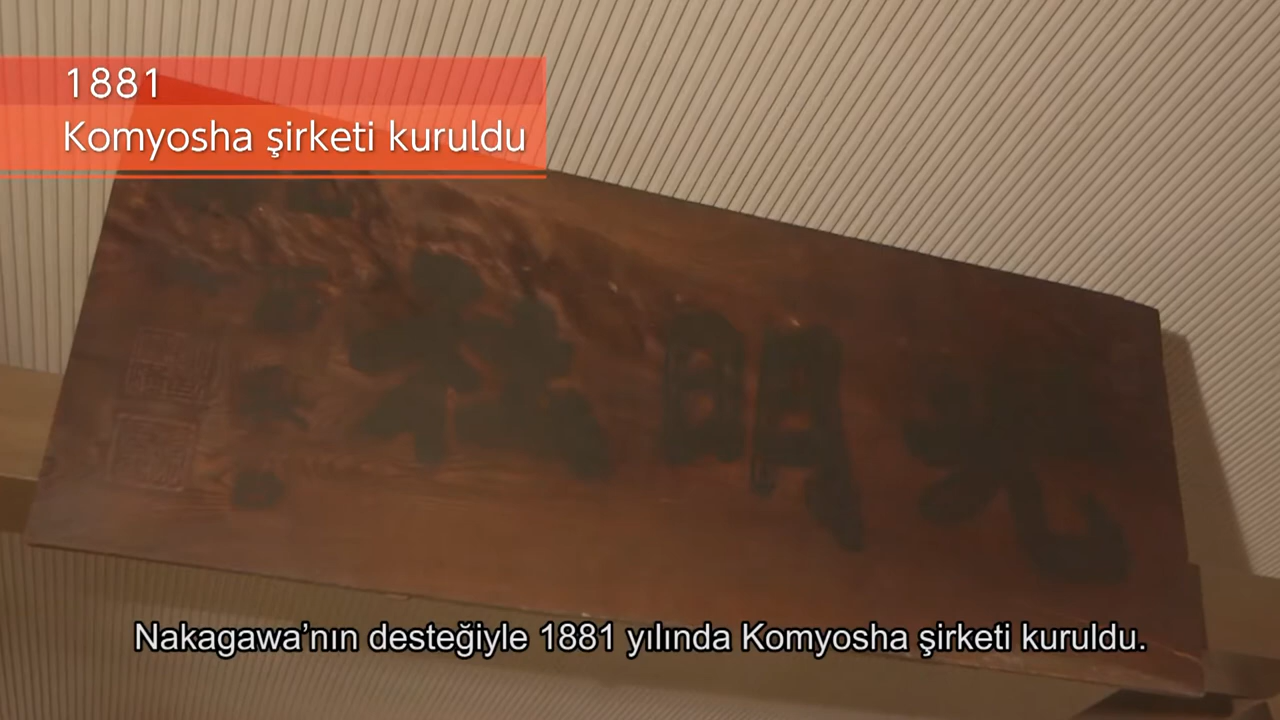 1881
Komyosha şirketi kuruldu
光明社
Nakagawa’nın desteğiyle 1881 yılında Komyosha şirketi kuruldu.